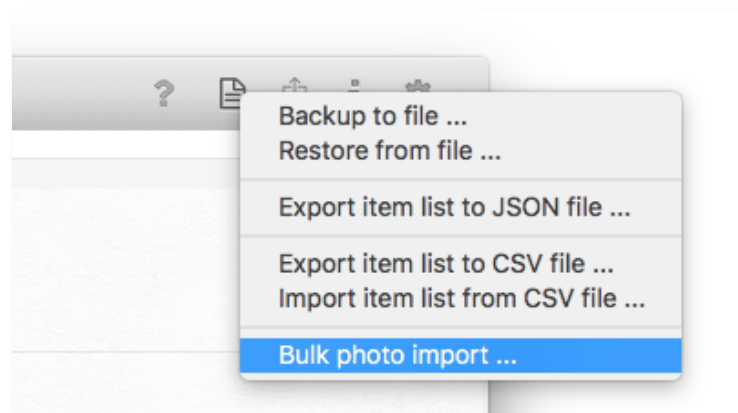 ?
Backup to file ...
Restore from file ...
Export item list to JSON file ...
Export item list to CSV file ...
Import item list from CSV file ...
Bulk photo import ...